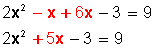 2x² − x + 6x − 3 = 9
2x² + 5x − 3 = 9